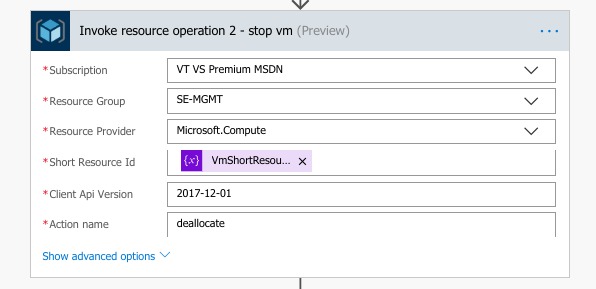 Invoke resource operation 2 - stop vm (Preview) ...
*Subscription VT VS Premium MSDN
*Resource Group SE-MGMT
*Resource Provider Microsoft.Compute
*Short Resource Id {x} VmShortResou... ×
*Client Api Version 2017-12-01
*Action name deallocate
Show advanced options